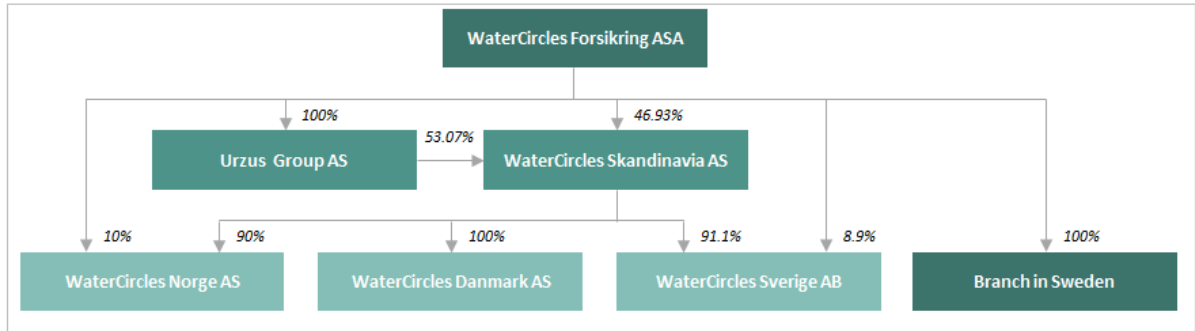 WaterCircles Forsikring ASA
100%
46.93%
53.07%
Urzus Group AS
WaterCircles Skandinavia AS
10%
90%
100%
91.1%
8.9%
100%
WaterCircles Norge AS
WaterCircles Danmark AS
WaterCircles Sverige AB
Branch in Sweden